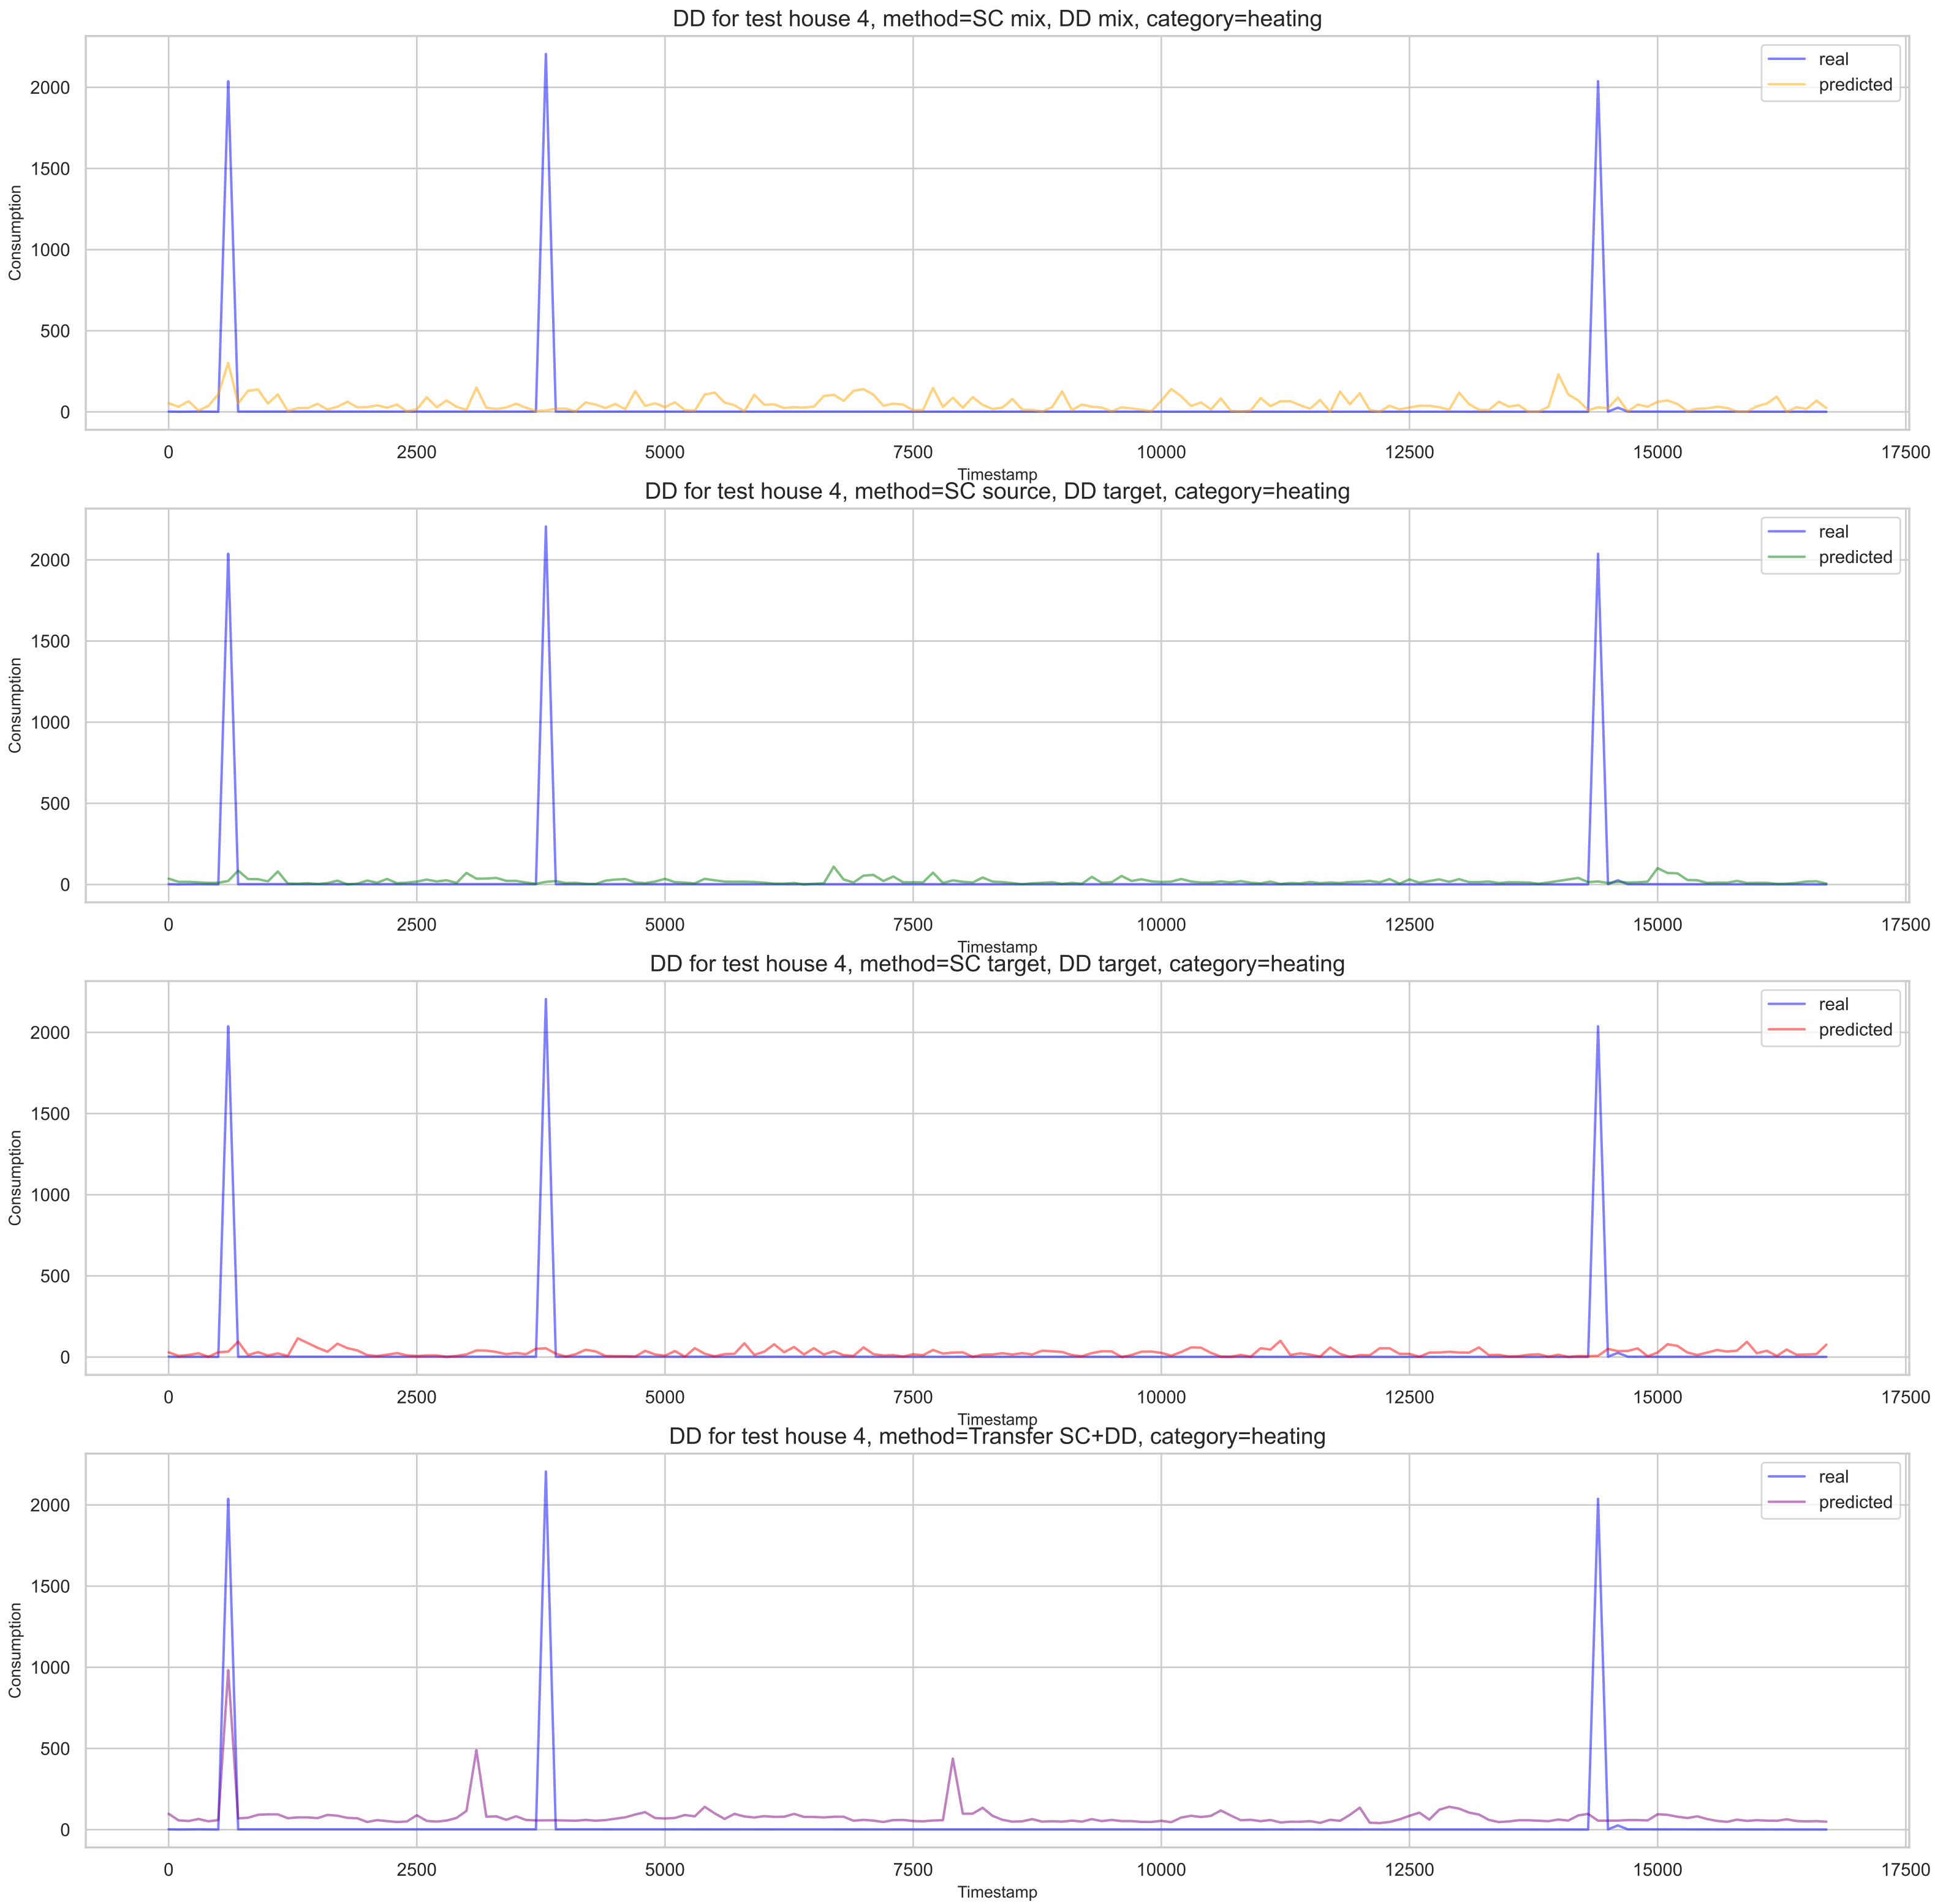 DD for test house 4, method=SC mix, DD mix, category=heating
real
predicted
Consumption
2000
1500
1000
500
0
0 2500 5000 7500 10000 12500 15000 17500
Timestamp
DD for test house 4, method=SC source, DD target, category=heating
real
predicted
Consumption
2000
1500
1000
500
0
0 2500 5000 7500 10000 12500 15000 17500
Timestamp
DD for test house 4, method=SC target, DD target, category=heating
real
predicted
Consumption
2000
1500
1000
500
0
0 2500 5000 7500 10000 12500 15000 17500
Timestamp
DD for test house 4, method=Transfer SC+DD, category=heating
real
predicted
Consumption
2000
1500
1000
500
0
0 2500 5000 7500 10000 12500 15000 17500
Timestamp